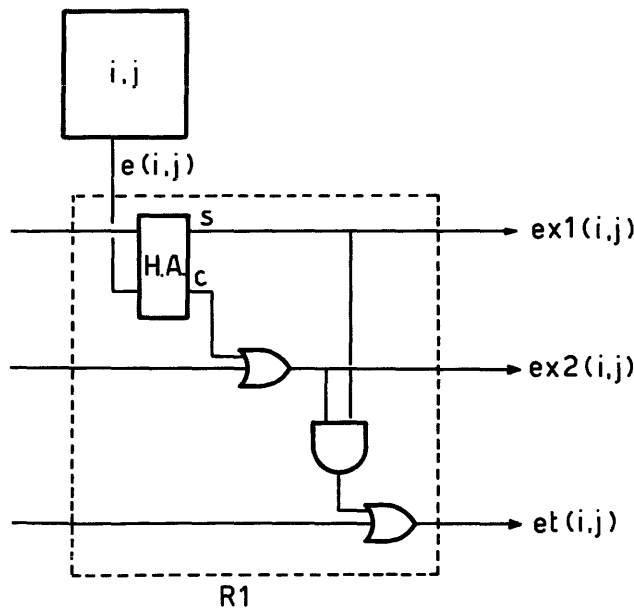 i,j
e(i,j)
s
ex1(i,j)
H.A.
c
ex2(i,j)
et(i,j)
R1